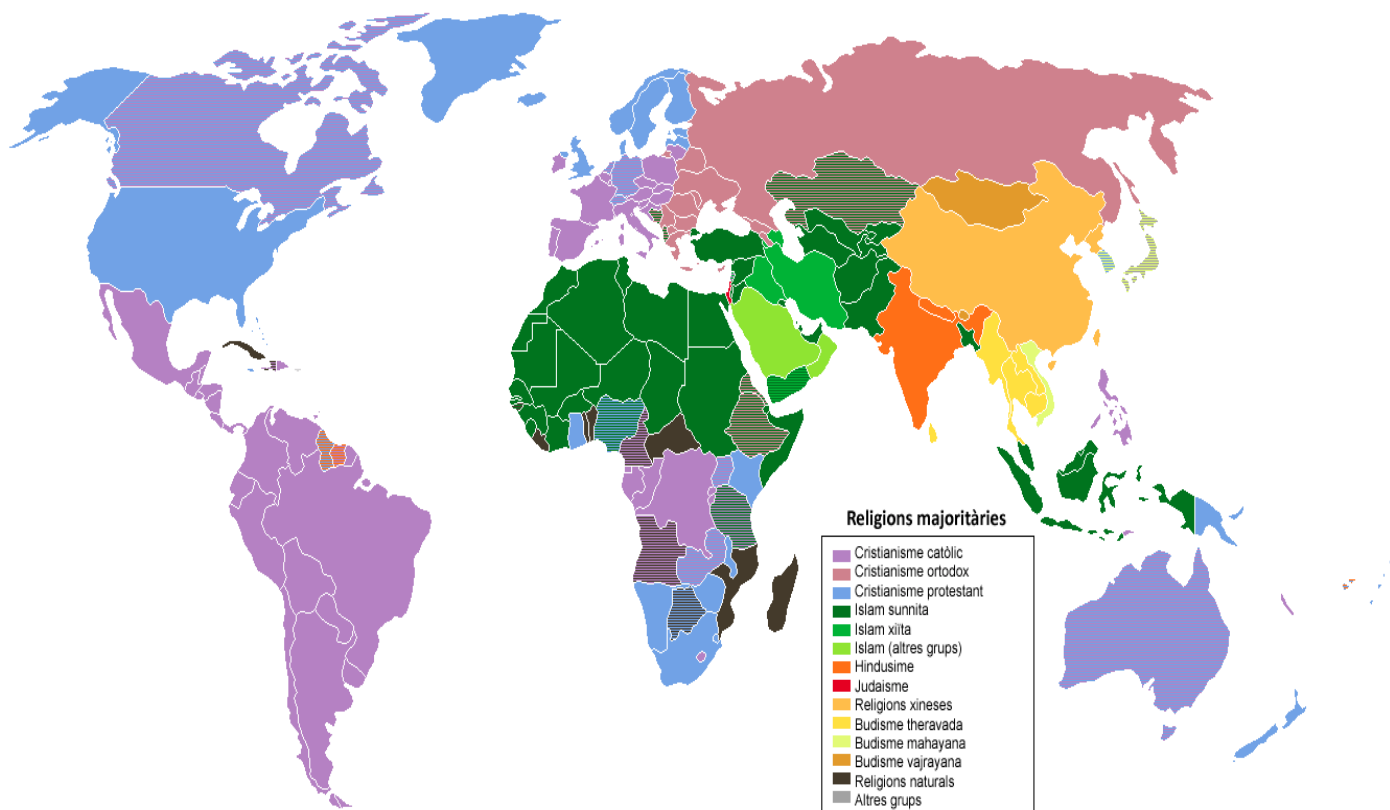 Religions majoritàries
Cristianisme catòlic
Cristianisme ortodox
Cristianisme protestant
Islam sunnita
Islam xiïta
Islam (altres grups)
Hindusime
Judaisme
Religions xineses
Budisme theravada
Budisme mahayana
Budisme vajrayana
Religions naturals
Altres grups